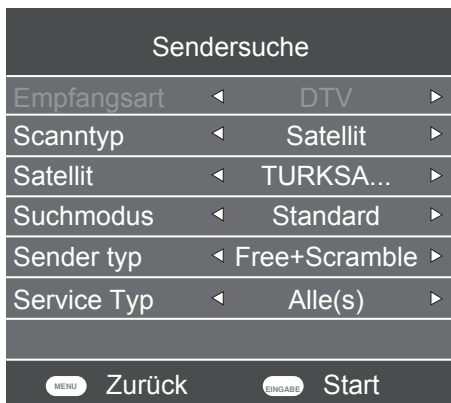 Sendersuche
Empfangsart DTV
Scanntyp Satellit
Satellit TURKSA...
Suchmodus Standard
Sender typ Free+Scramble
Service Typ Alle(s)
MENU Zurück EINGABE Start